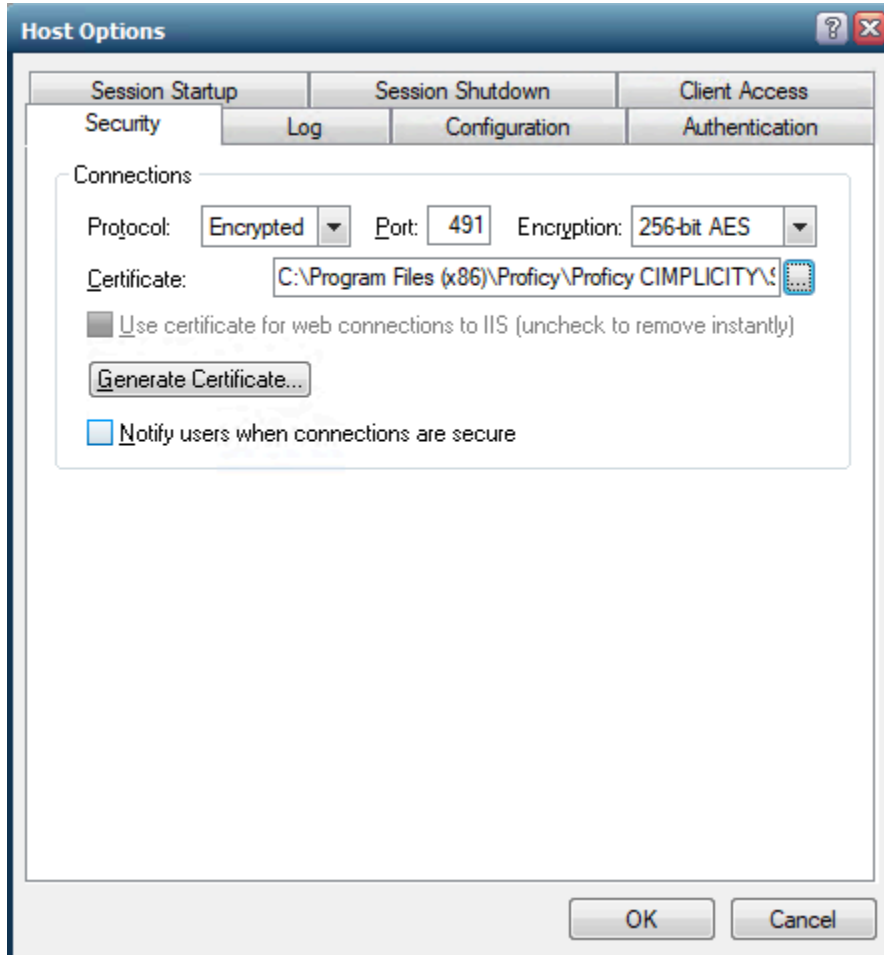 Host Options
Session Startup Session Shutdown Client Access
Security Log Configuration Authentication
Connections
Protocol: Encrypted Port: 491 Encryption: 256-bit AES
Certificate: C:\Program Files (x86)\Proficy\Proficy CIMPLICITY\S ...
Use certificate for web connections to IIS (uncheck to remove instantly)
Generate Certificate...
Notify users when connections are secure
OK Cancel